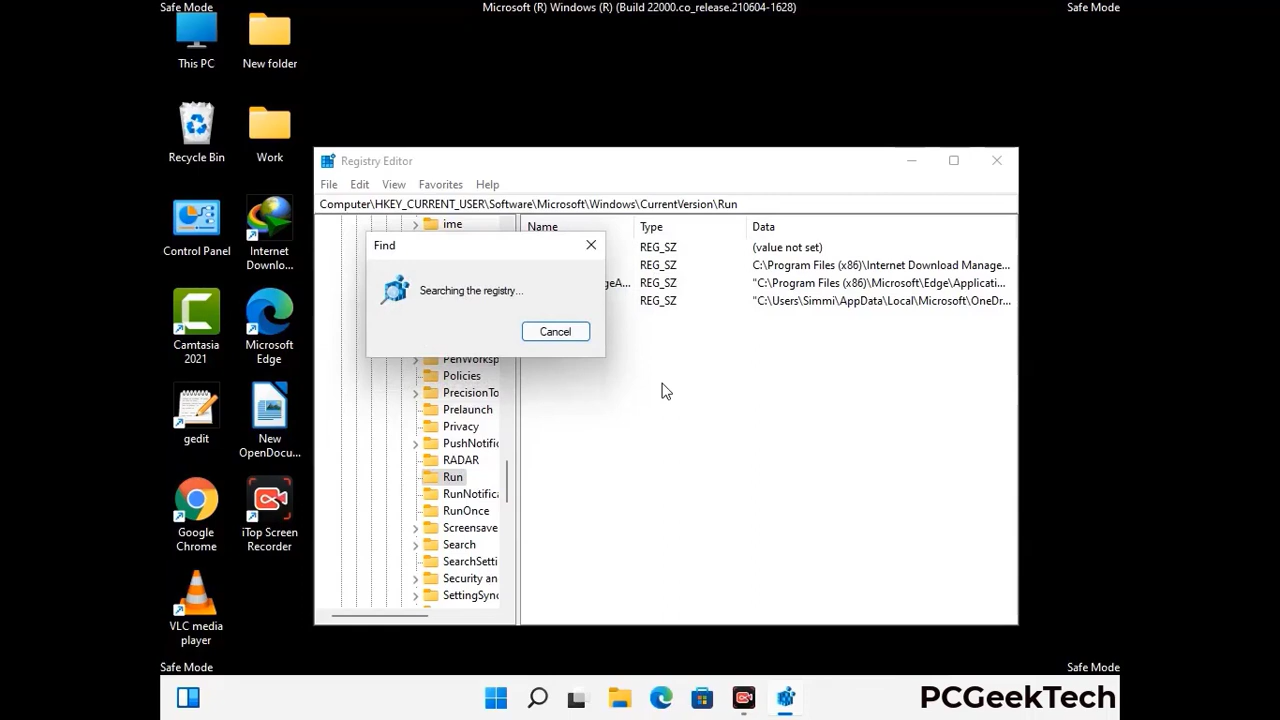 Safe Mode
Microsoft (R) Windows (R) (Build 22000.co_release.210604-1628)
Safe Mode
This PC
New folder
Recycle Bin
Work
Control Panel
Internet
Downlo...
Camtasia
2021
Microsoft
Edge
gedit
New
OpenDocu...
Google
Chrome
iTop Screen
Recorder
VLC media
player
Registry Editor
File Edit View Favorites Help
Computer\HKEY_CURRENT_USER\Software\Microsoft\Windows\CurrentVersion\Run
ime
PenWorksp
Policies
PrecisionTo
Prelaunch
Privacy
PushNotific
RADAR
Run
RunNotifica
RunOnce
Screensave
Search
SearchSetti
Security an
SettingSync
Name Type Data
REG_SZ (value not set)
REG_SZ C:\Program Files (x86)\Internet Download Manage...
geA... REG_SZ "C:\Program Files (x86)\Microsoft\Edge\Applicati...
REG_SZ "C:\Users\Simmi\AppData\Local\Microsoft\OneDr...
Find
Searching the registry...
Cancel
Safe Mode
Safe Mode
PCGeekTech